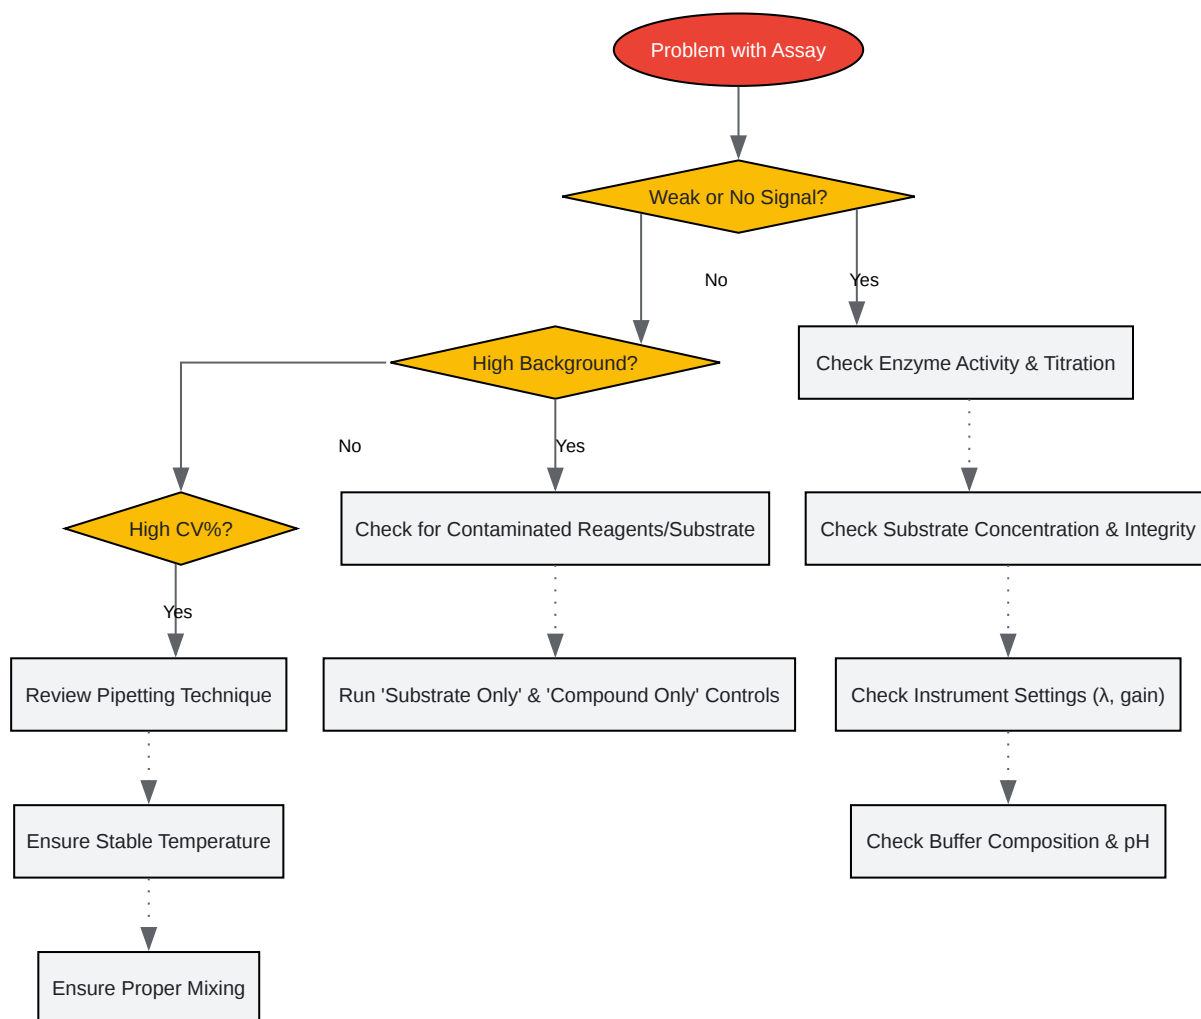 Problem with Assay
Weak or No Signal?
No
Yes
High Background?
Check Enzyme Activity & Titration
No
Yes
High CV%?
Check for Contaminated Reagents/Substrate
Check Substrate Concentration & Integrity
Yes
Review Pipetting Technique
Run 'Substrate Only' & 'Compound Only' Controls
Check Instrument Settings (λ, gain)
Ensure Stable Temperature
Check Buffer Composition & pH
Ensure Proper Mixing